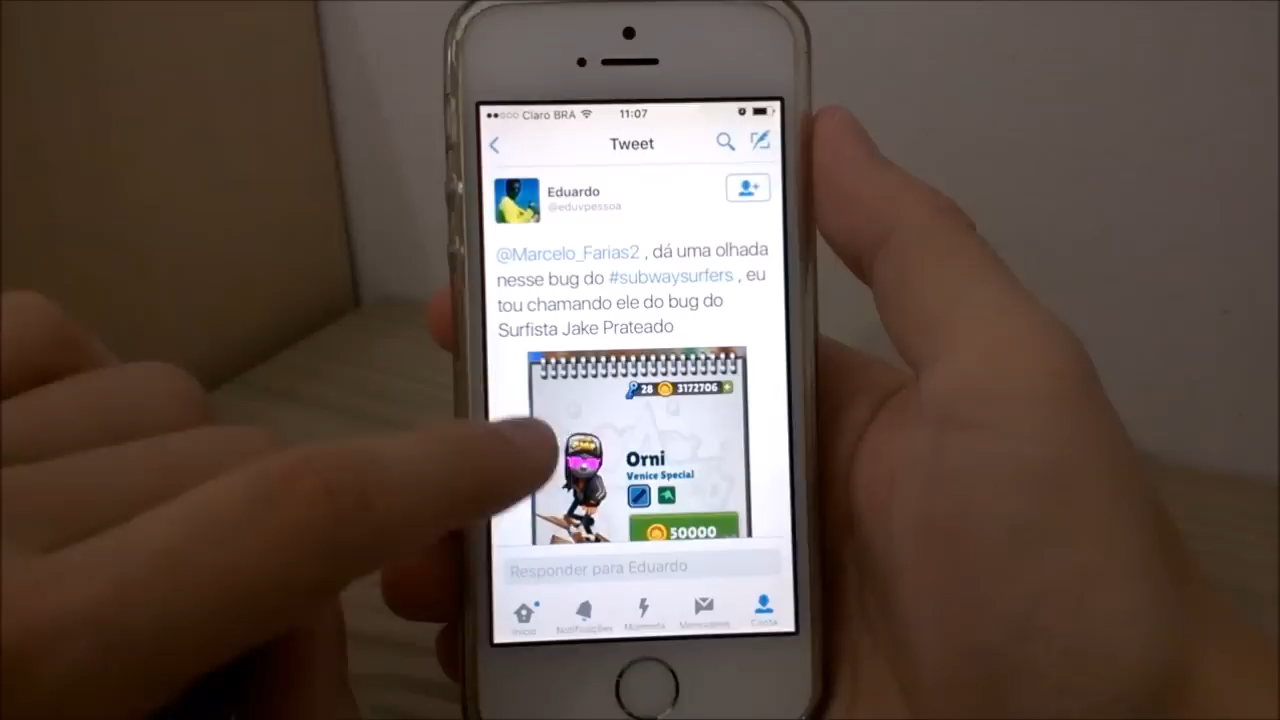 Claro BRA 11:07
Tweet
Eduardo
@eduvpessoa
@Marcelo_Farias2 , dá uma olhada
nesse bug do #subwaysurfers , eu
tou chamando ele do bug do
Surfista Jake Prateado
28 3172706 +
Orni
Venice Special
50000
Responder para Eduardo
Início Notificações Moments Mensagens Conta